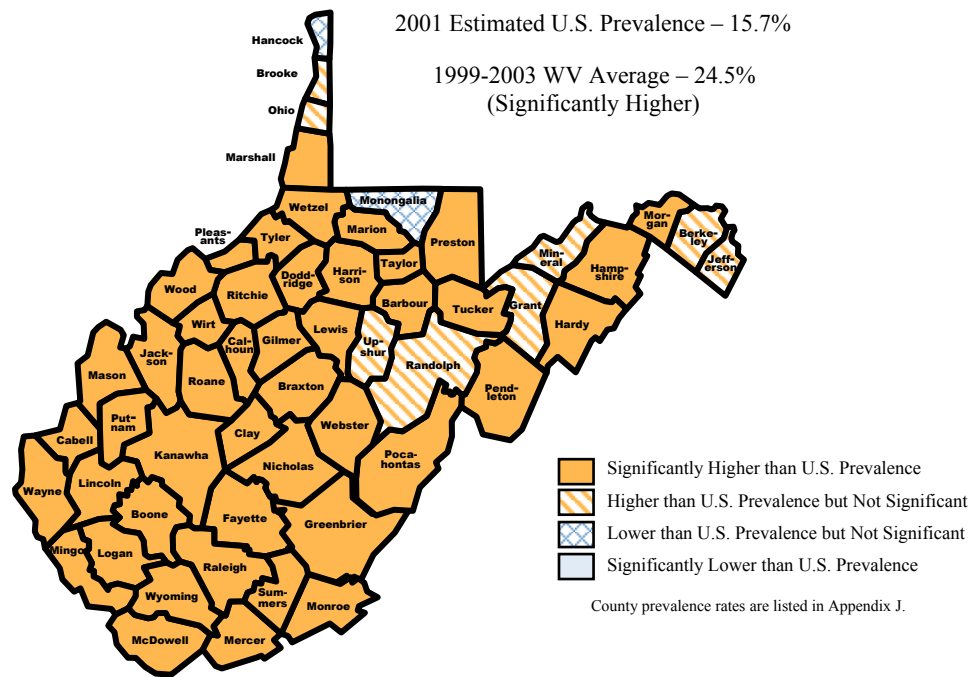 2001 Estimated U.S. Prevalence – 15.7%
1999-2003 WV Average – 24.5%
(Significantly Higher)
Hancock
Brooke
Ohio
Marshall
Wetzel
Monongalia
Marion
Preston
Pleas-
ants
Tyler
Dodd-
ridge
Harri-
son
Taylor
Wood
Ritchie
Barbour
Tucker
Min-
eral
Grant
Hamp-
shire
Mor-
gan
Berke-
ley
Jeff-
erson
Hardy
Wirt
Cal-
houn
Gilmer
Lewis
Up-
shur
Randolph
Pend-
leton
Mason
Jack-
son
Roane
Braxton
Webster
Poca-
hontas
Put-
nam
Cabell
Kanawha
Clay
Nicholas
Wayne
Lincoln
Boone
Fayette
Greenbrier
Mingo
Logan
Raleigh
Wyoming
Sum-
mers
Monroe
McDowell
Mercer
Significantly Higher than U.S. Prevalence
Higher than U.S. Prevalence but Not Significant
Lower than U.S. Prevalence but Not Significant
Significantly Lower than U.S. Prevalence
County prevalence rates are listed in Appendix J.